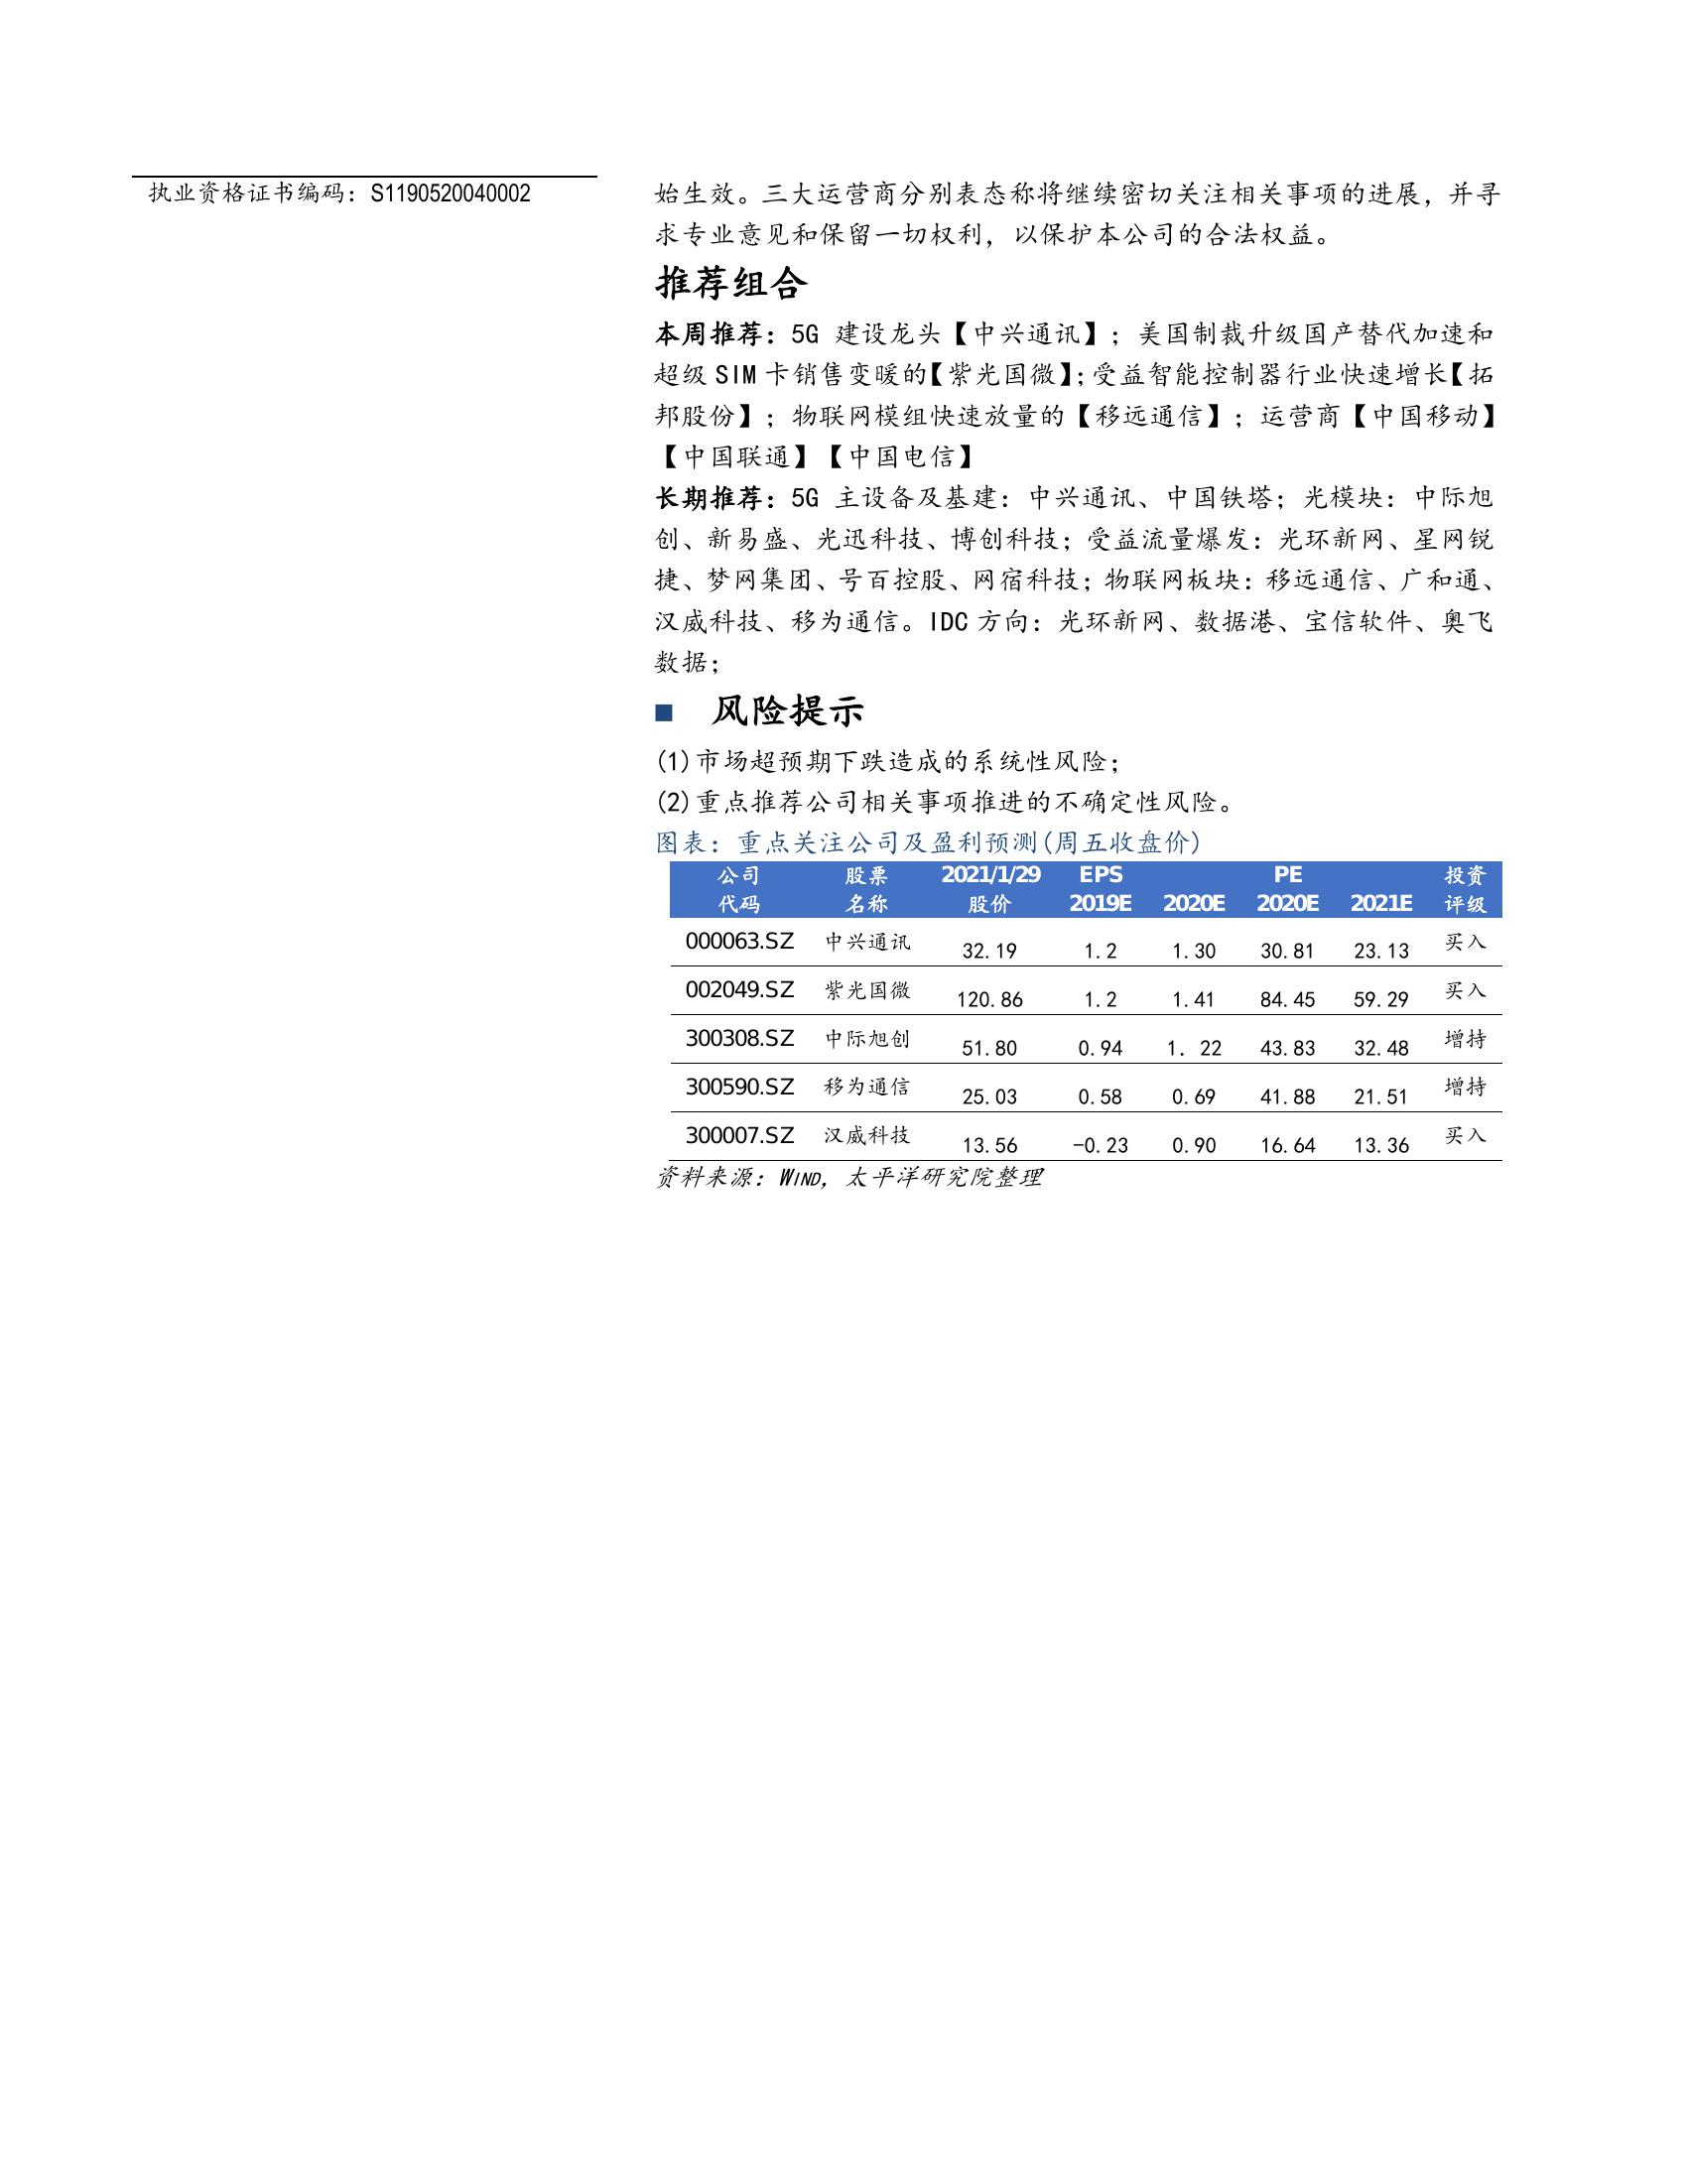 执业资格证书编码：S1190520040002
始生效。三大运营商分别表态称将继续密切关注相关事项的进展，并寻
求专业意见和保留一切权利，以保护本公司的合法权益。
推荐组合
本周推荐：5G 建设龙头【中兴通讯】；美国制裁升级国产替代加速和
超级 SIM 卡销售变暖的【紫光国微】；受益智能控制器行业快速增长【拓
邦股份】；物联网模组快速放量的【移远通信】；运营商【中国移动】
【中国联通】【中国电信】
长期推荐：5G 主设备及基建：中兴通讯、中国铁塔；光模块：中际旭
创、新易盛、光迅科技、博创科技；受益流量爆发：光环新网、星网锐
捷、梦网集团、号百控股、网宿科技；物联网板块：移远通信、广和通、
汉威科技、移为通信。IDC 方向：光环新网、数据港、宝信软件、奥飞
数据；
■ 风险提示
(1)市场超预期下跌造成的系统性风险；
(2)重点推荐公司相关事项推进的不确定性风险。
图表：重点关注公司及盈利预测(周五收盘价)
公司 股票 2021/1/29 EPS PE 投资
代码 名称 股价 2019E 2020E 2020E 2021E 评级
000063.SZ 中兴通讯 32.19 1.2 1.30 30.81 23.13 买入
002049.SZ 紫光国微 120.86 1.2 1.41 84.45 59.29 买入
300308.SZ 中际旭创 51.80 0.94 1. 22 43.83 32.48 增持
300590.SZ 移为通信 25.03 0.58 0.69 41.88 21.51 增持
300007.SZ 汉威科技 13.56 -0.23 0.90 16.64 13.36 买入
资料来源：WIND，太平洋研究院整理